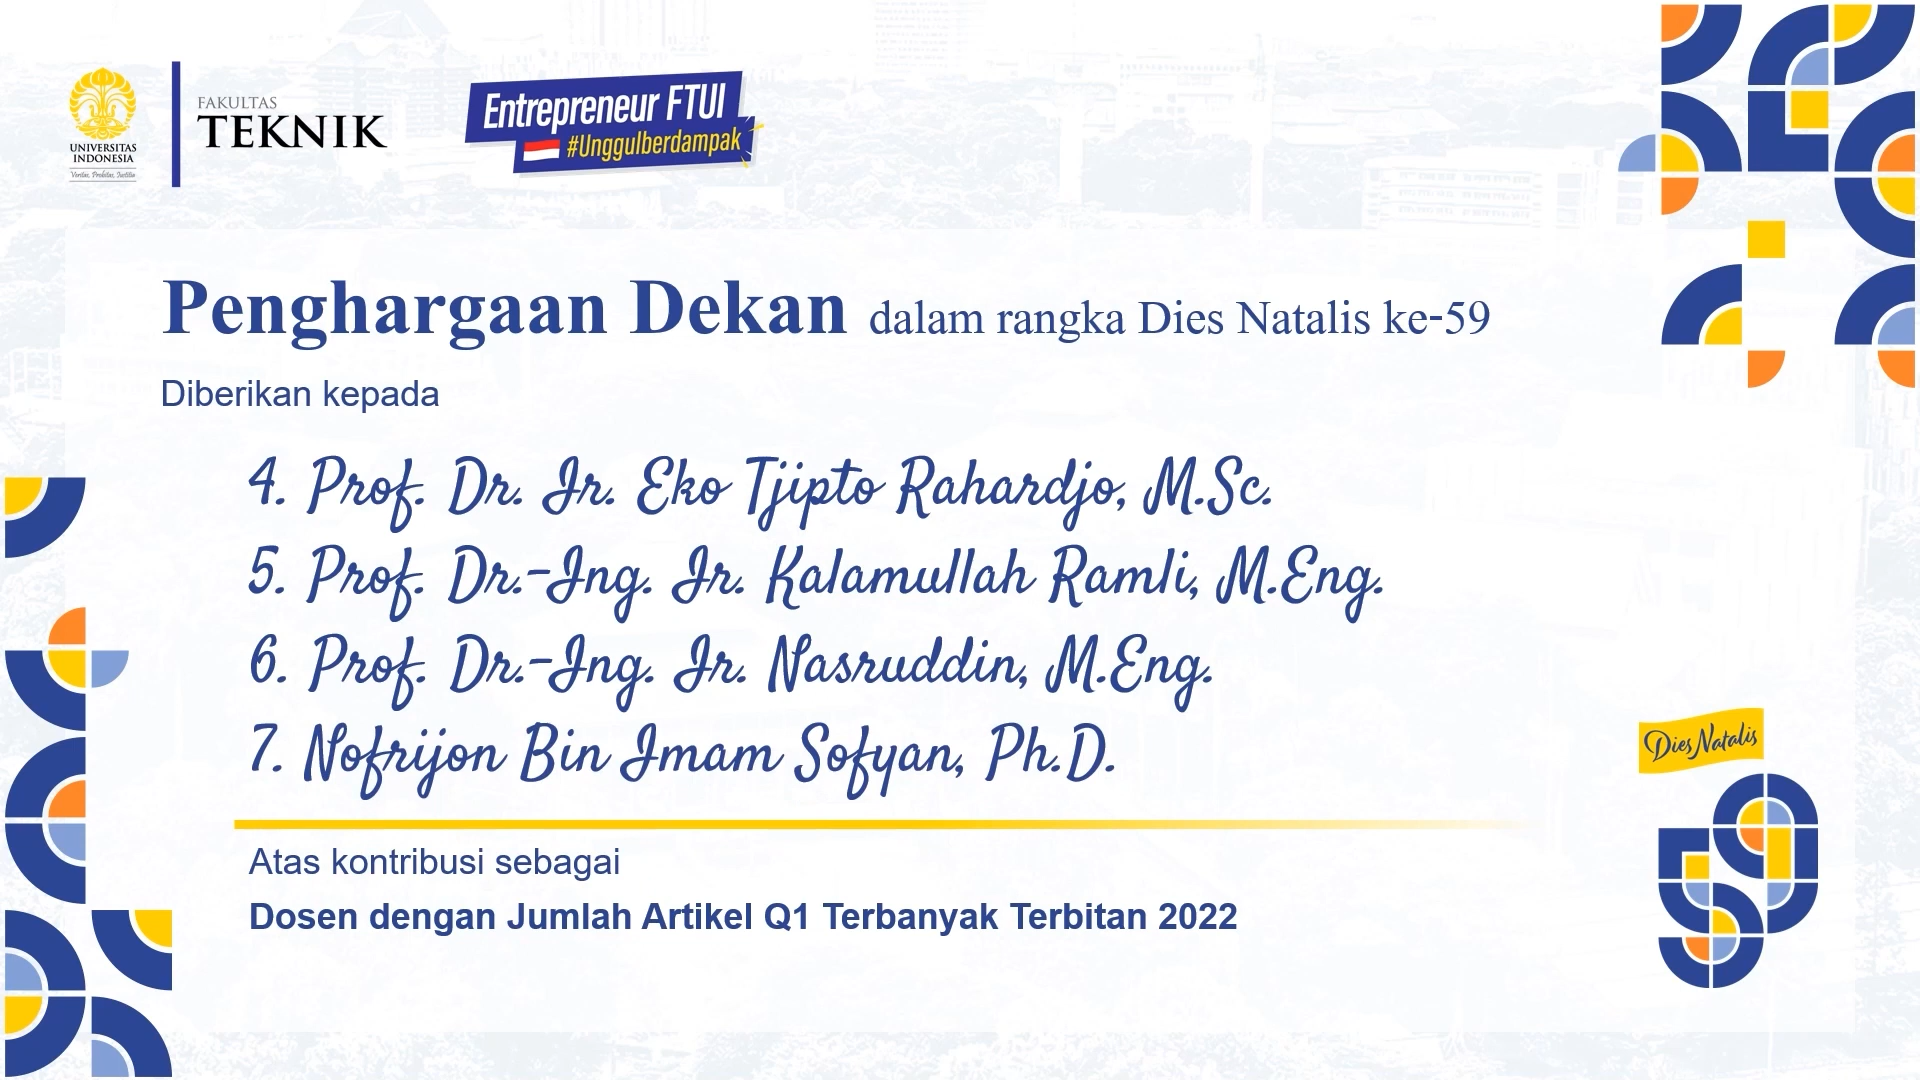 UNIVERSITAS
INDONESIA
Veritas, Probitas, Justitia
FAKULTAS
TEKNIK
Entrepreneur FTUI
#Unggulberdampak
Penghargaan Dekan dalam rangka Dies Natalis ke-59
Diberikan kepada
4. Prof. Dr. Ir. Eko Tjipto Rahardjo, M.Sc.
5. Prof. Dr.-Ing. Ir. Kalamullah Ramli, M.Eng.
6. Prof. Dr.-Ing. Ir. Nasruddin, M.Eng.
7. Nofrijon Bin Imam Sofyan, Ph.D.
Atas kontribusi sebagai
Dosen dengan Jumlah Artikel Q1 Terbanyak Terbitan 2022
Dies Natalis
59